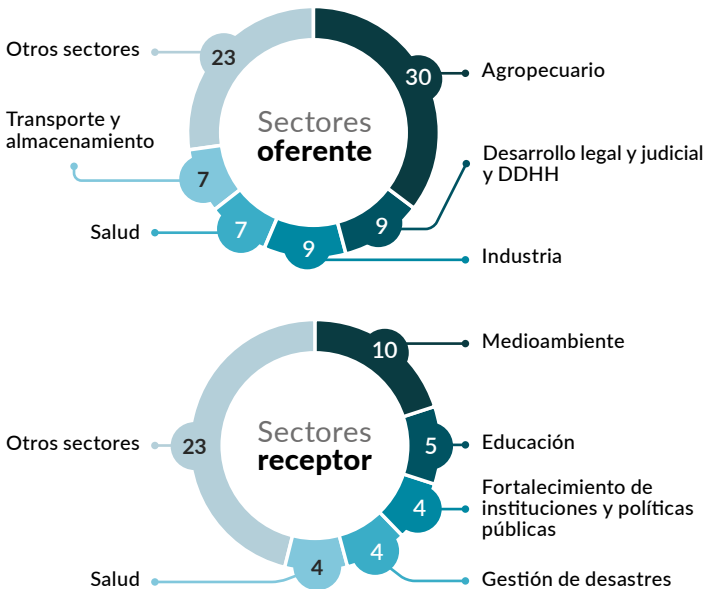 Otros sectores
23
30
Agropecuario
Sectores
oferente
Transporte y
almacenamiento
7
Desarrollo legal y judicial
y DDHH
9
Salud
7
9
Industria
10
Medioambiente
Sectores
receptor
Otros sectores
23
5
Educación
Fortalecimiento de
instituciones y políticas
públicas
4
4
Gestión de desastres
Salud
4